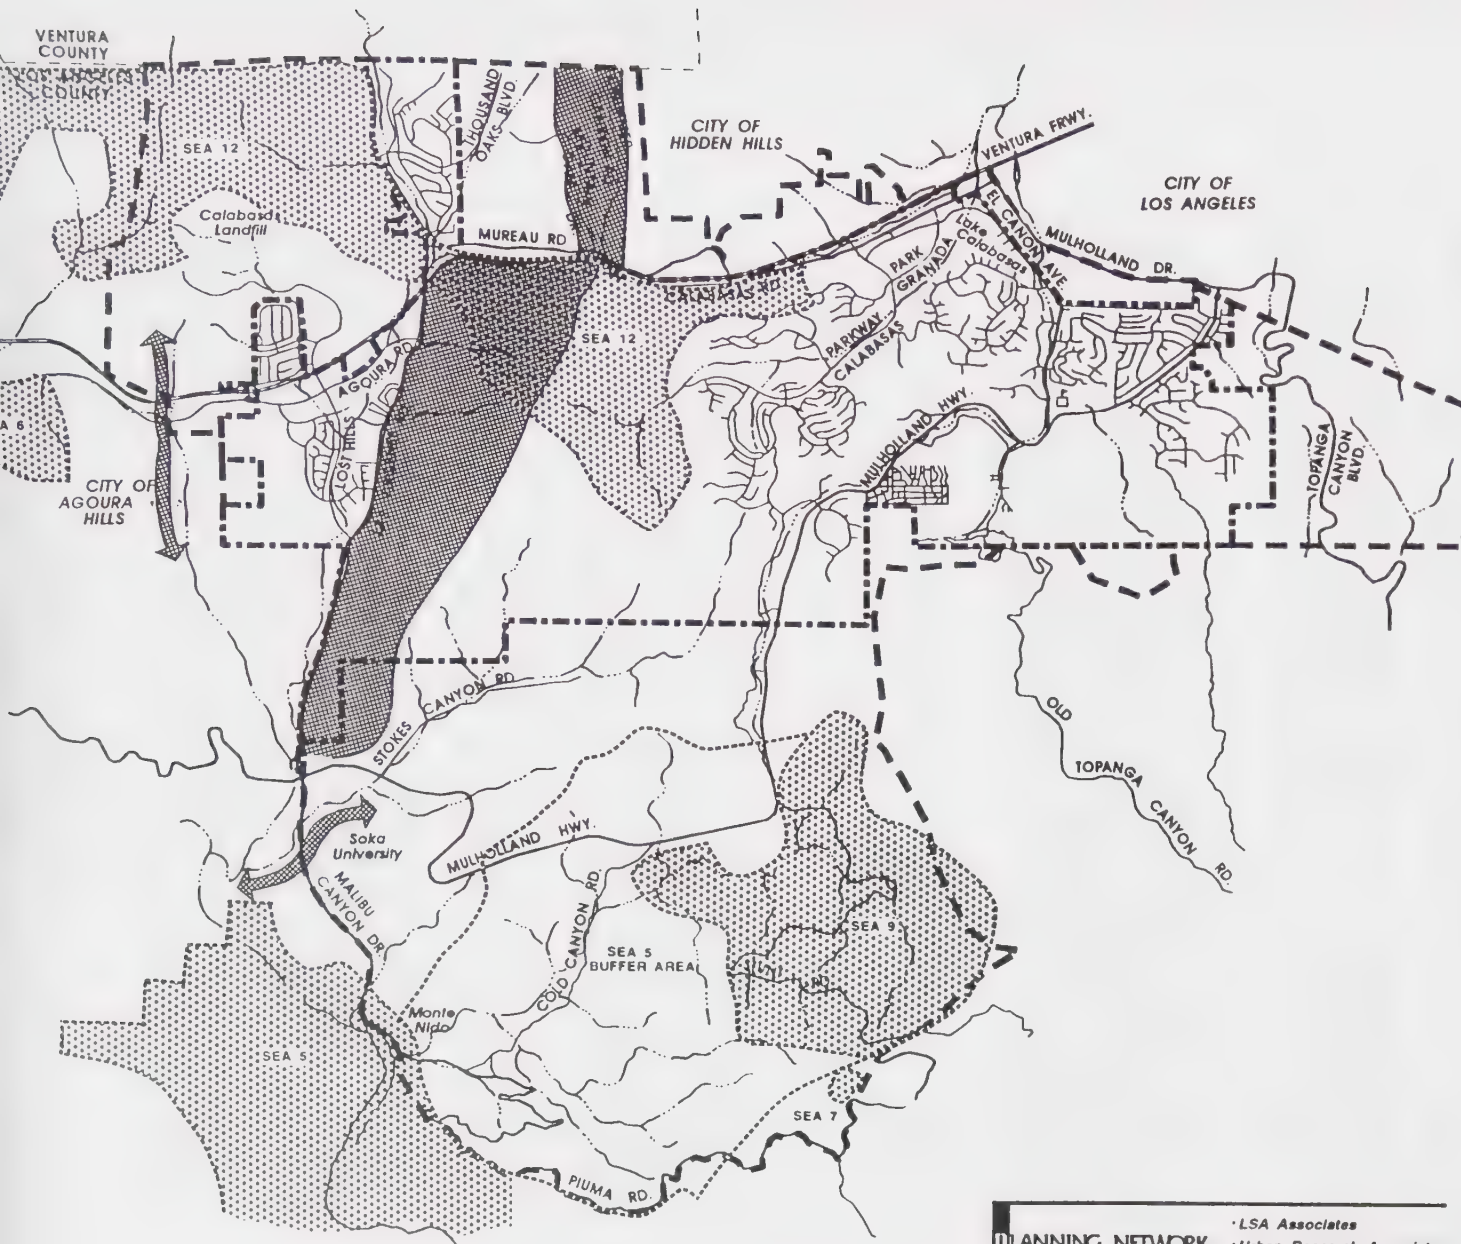 VENTURA
COUNTY
LOS ANGELES
COUNTY
SEA 12
Calabasas
Landfill
THOUSAND
OAKS BLVD.
MUREAU RD
CITY OF
HIDDEN HILLS
VENTURA FRWY.
CITY OF
LOS ANGELES
EL CANON AVE
MULHOLLAND DR.
Lake
Calabasas
PARK
GRANADA
CALABASAS RD
SEA 12
PARKWAY
CALABASAS
AGOURA RD.
LOST HILLS
A 6
CITY OF
AGOURA
HILLS
MULHOLLAND HWY.
TOPANGA
CANYON
BLVD.
STOKES CANYON RD
OLD TOPANGA CANYON RD.
Soka
University
MULHOLLAND HWY.
MALIBU
CANYON DR.
COLD CANYON RD.
SEA 5
BUFFER AREA
SEA 9
RD
Monte
Nido
SEA 5
SEA 7
PIUMA RD.
PLANNING NETWORK
· LSA Associates